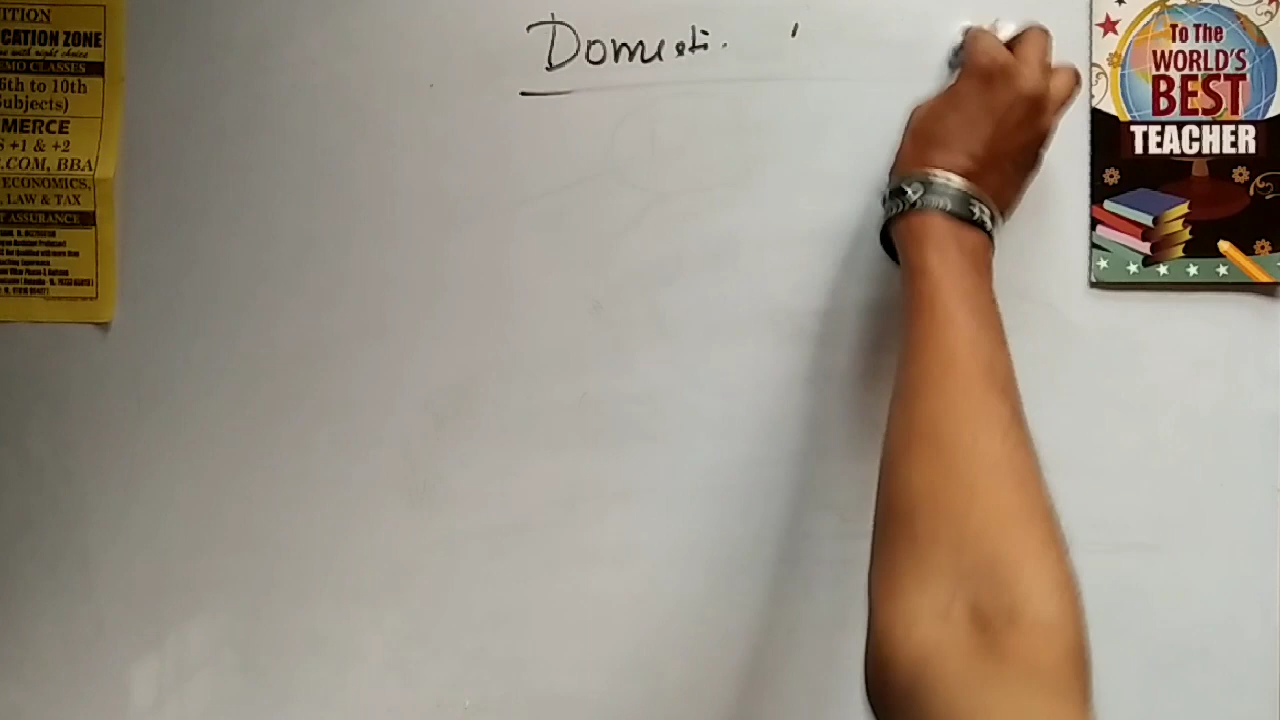 ITION
CATION ZONE
MO CLASSES
6th to 10th
ubjects)
MERCE
+1 & +2
.COM, BBA
ECONOMICS,
, LAW & TAX
T ASSURANCE
Domesti.
To The
WORLD'S
BEST
TEACHER